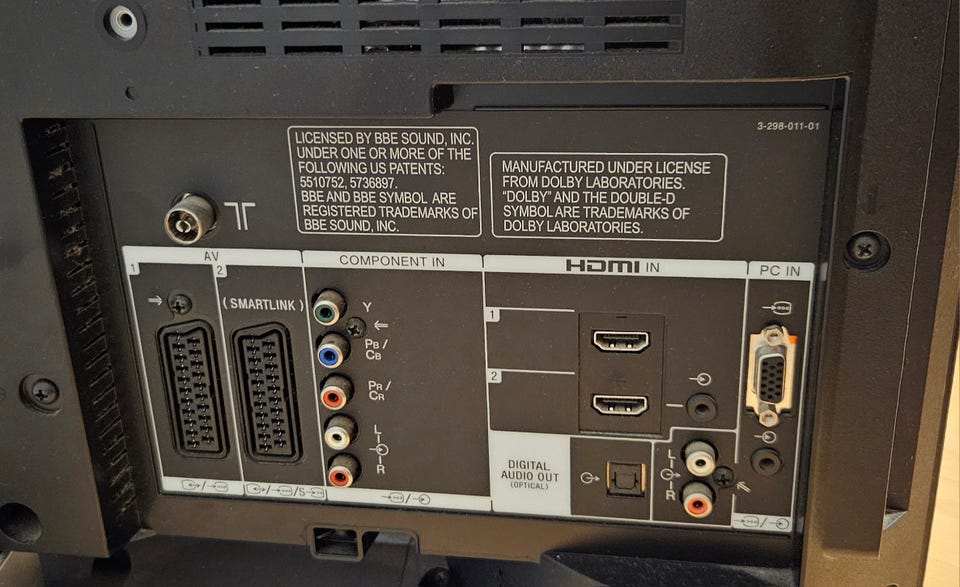 3-298-011-01
LICENSED BY BBE SOUND, INC.
UNDER ONE OR MORE OF THE
FOLLOWING US PATENTS:
5510752, 5736897.
BBE AND BBE SYMBOL ARE
REGISTERED TRADEMARKS OF
BBE SOUND, INC.
MANUFACTURED UNDER LICENSE
FROM DOLBY LABORATORIES.
"DOLBY" AND THE DOUBLE-D
SYMBOL ARE TRADEMARKS OF
DOLBY LABORATORIES.
AV
1
2
(SMARTLINK)
S
COMPONENT IN
Y
PB/
CB
PR/
CR
L
R
HDMI IN
1
2
DIGITAL
AUDIO OUT
(OPTICAL)
L
R
PC IN